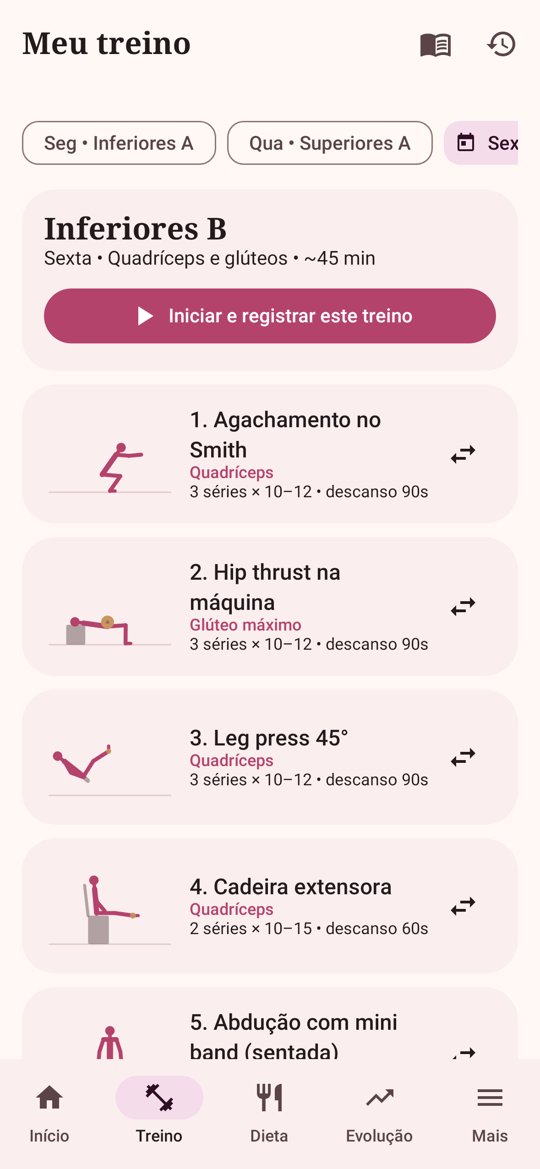 Meu treino
Seg • Inferiores A
Qua • Superiores A
Sex
Inferiores B
Sexta • Quadríceps e glúteos • ~45 min
Iniciar e registrar este treino
1. Agachamento no
Smith
Quadríceps
3 séries × 10–12 • descanso 90s
2. Hip thrust na
máquina
Glúteo máximo
3 séries × 10–12 • descanso 90s
3. Leg press 45°
Quadríceps
3 séries × 10–12 • descanso 90s
4. Cadeira extensora
Quadríceps
2 séries × 10–15 • descanso 60s
5. Abdução com mini
band (sentada)
Início
Treino
Dieta
Evolução
Mais